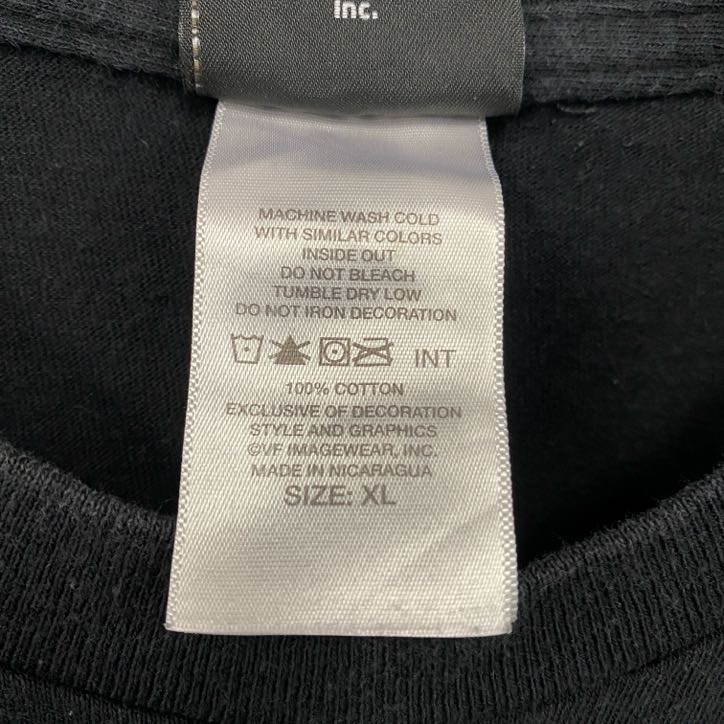 Inc.
MACHINE WASH COLD
WITH SIMILAR COLORS
INSIDE OUT
DO NOT BLEACH
TUMBLE DRY LOW
DO NOT IRON DECORATION
INT
100% COTTON
EXCLUSIVE OF DECORATION
STYLE AND GRAPHICS
©VF IMAGEWEAR, INC.
MADE IN NICARAGUA
SIZE: XL